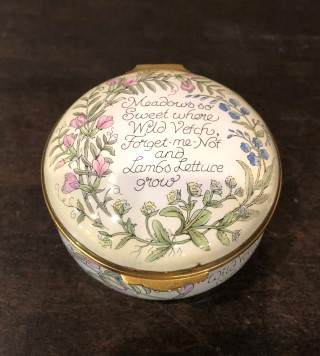 Meadows so
Sweet where
Wild Vetch,
Forget-me-Not
and
Lambs Lettuce
grow